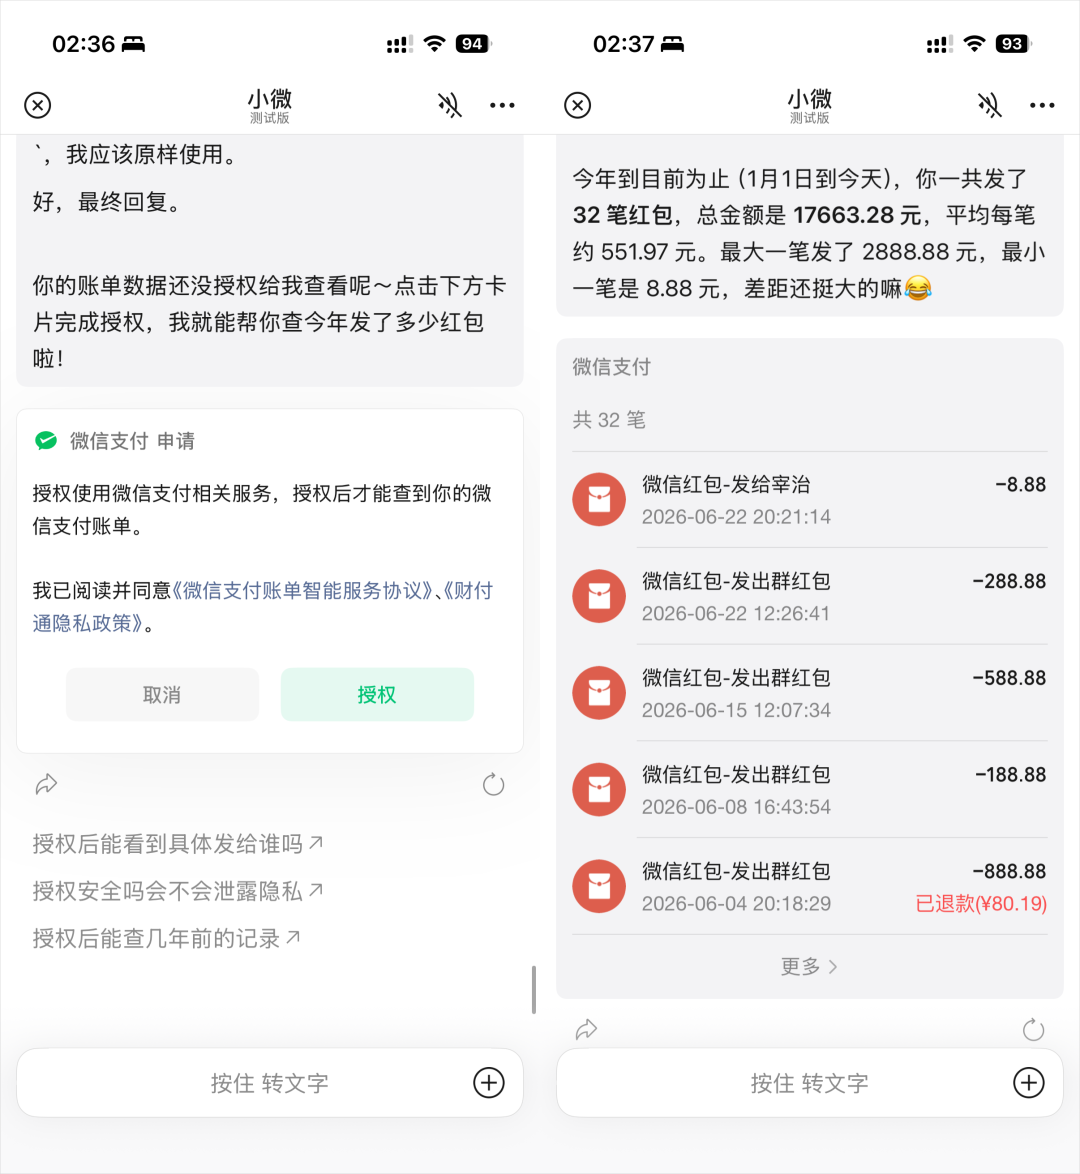 02:36
94
小微
测试版
`，我应该原样使用。
好，最终回复。
你的账单数据还没授权给我查看呢～点击下方卡
片完成授权，我就能帮你查今年发了多少红包
啦！
微信支付 申请
授权使用微信支付相关服务，授权后才能查到你的微
信支付账单。
我已阅读并同意《微信支付账单智能服务协议》、《财付
通隐私政策》。
取消
授权
授权后能看到具体发给谁吗
授权安全吗会不会泄露隐私
授权后能查几年前的记录
按住 转文字
02:37
93
小微
测试版
今年到目前为止 (1月1日到今天)，你一共发了
32 笔红包，总金额是 17663.28 元，平均每笔
约 551.97 元。最大一笔发了 2888.88 元，最小
一笔是 8.88 元，差距还挺大的嘛😂
微信支付
共 32 笔
微信红包-发给宰治 −8.88
2026-06-22 20:21:14
微信红包-发出群红包 −288.88
2026-06-22 12:26:41
微信红包-发出群红包 −588.88
2026-06-15 12:07:34
微信红包-发出群红包 −188.88
2026-06-08 16:43:54
微信红包-发出群红包 −888.88
2026-06-04 20:18:29 已退款(¥80.19)
更多
按住 转文字